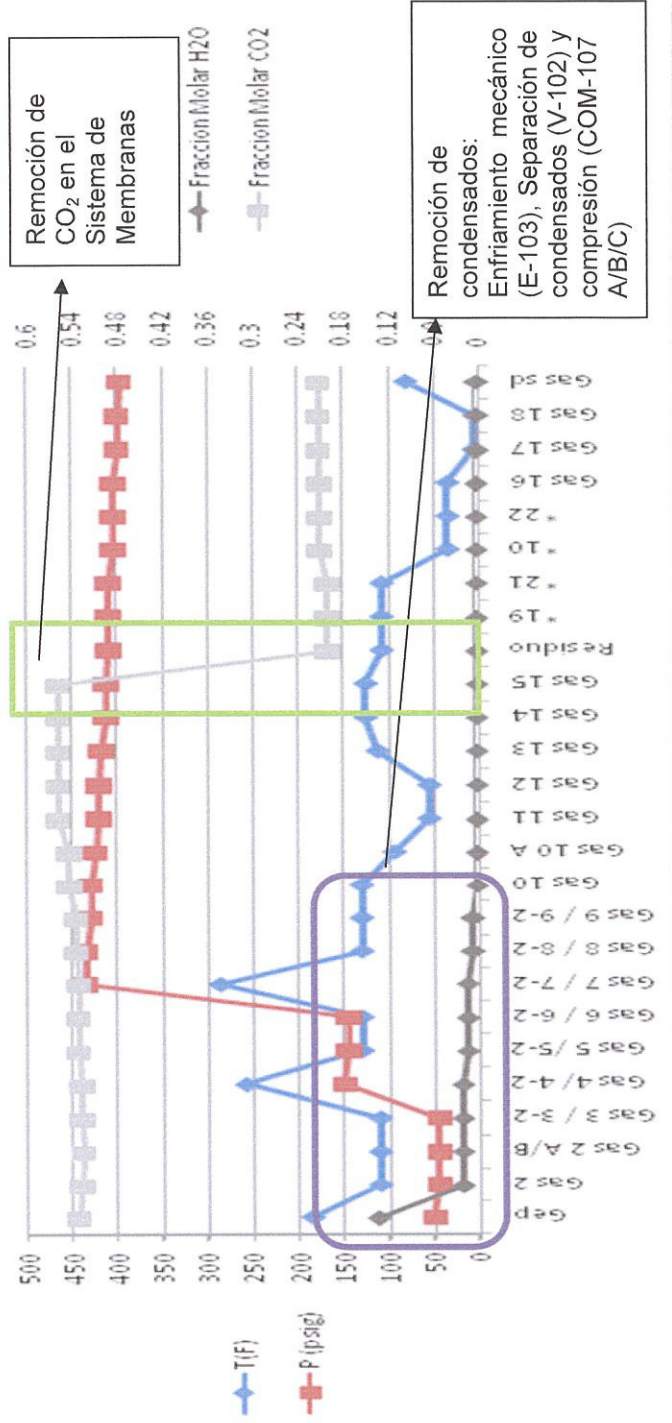 Remoción de
CO₂ en el
Sistema de
Membranas
Fraccion Molar H2O
Fraccion Molar CO2
Remoción de
condensados:
Enfriamiento mecánico
(E-103), Separación de
condensados (V-102) y
compresión (COM-107
A/B/C)
T(F)
P (psig)
500
450
400
350
300
250
200
150
100
50
0
0.6
0.54
0.48
0.42
0.36
0.3
0.24
0.18
0.12
0
Gep
Gas 2
Gas 2 A/B
Gas 3 / 3-2
Gas 4 / 4-2
Gas 5 /5-2
Gas 6 / 6-2
Gas 7 / 7-2
Gas 8 / 8-2
Gas 9 / 9-2
Gas 10
Gas 10 A
Gas 11
Gas 12
Gas 13
Gas 14
Gas 15
Residuo
*19
* 21
* 10
* 22
Gas 16
Gas 17
Gas 18
Gas sd